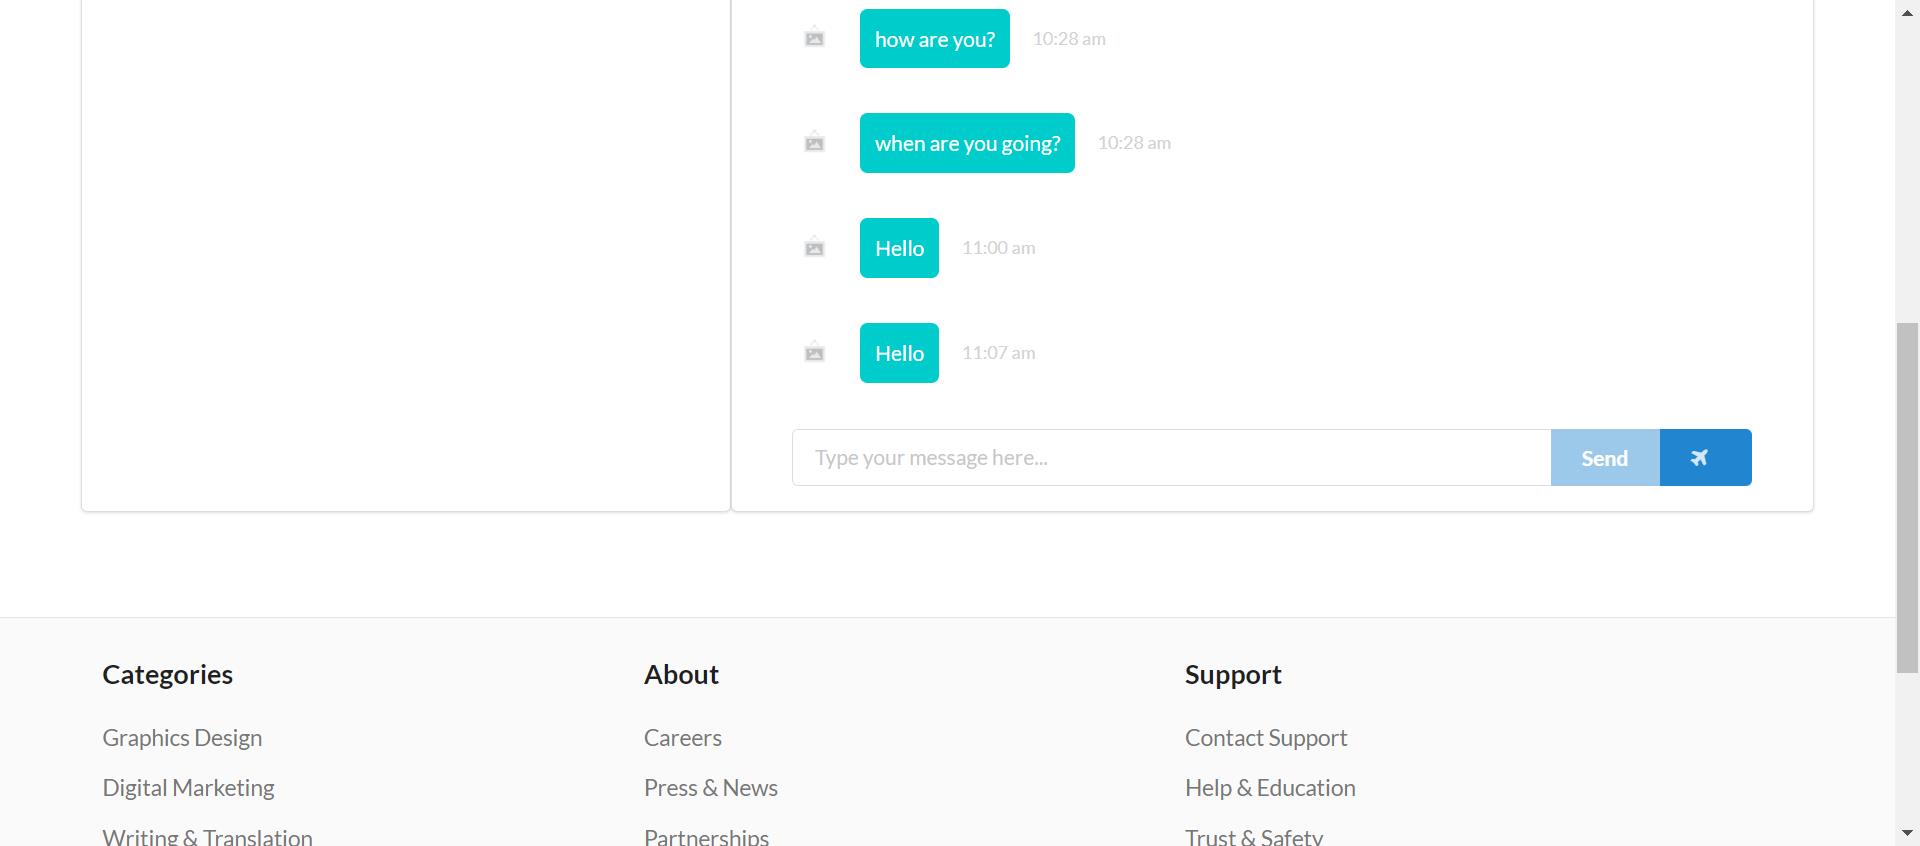 how are you? 10:28 am
when are you going? 10:28 am
Hello 11:00 am
Hello 11:07 am
Type your message here... Send
Categories About Support
Graphics Design Careers Contact Support
Digital Marketing Press & News Help & Education
Writing & Translation Partnerships Trust & Safety